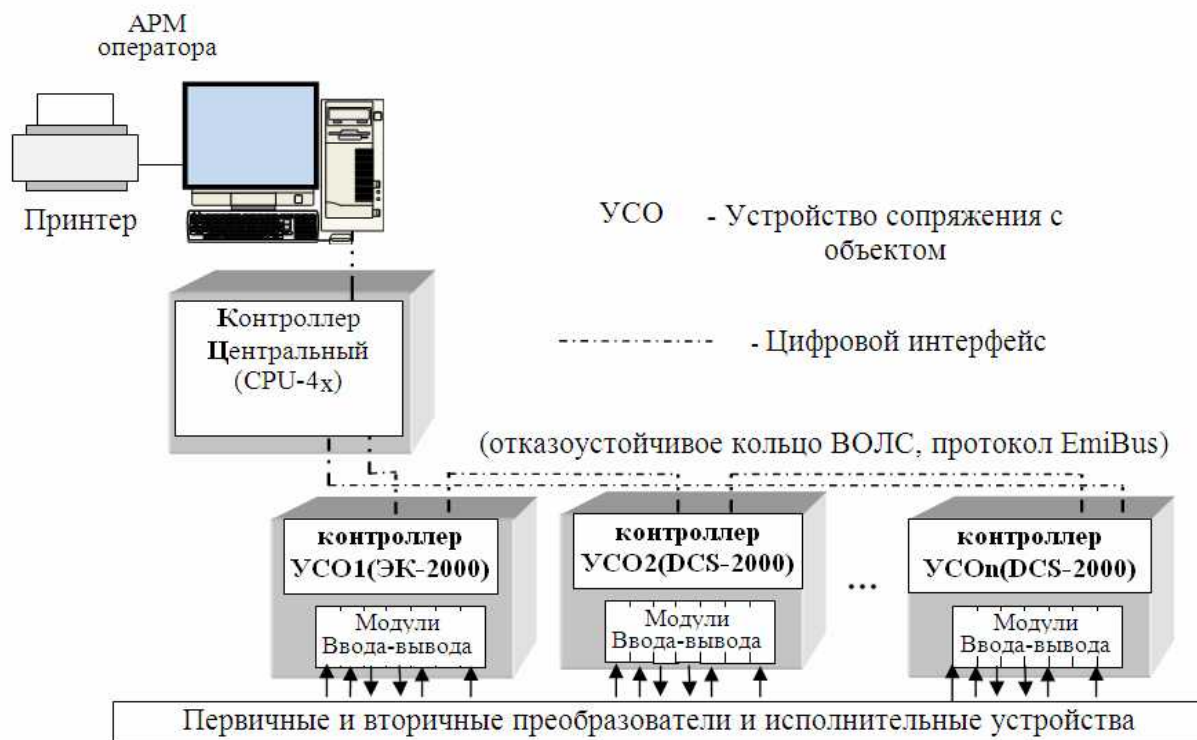 АРМ
оператора
Принтер
УСО - Устройство сопряжения с
объектом
Контроллер
Центральный
(CPU-4x)
- Цифровой интерфейс
(отказоустойчивое кольцо ВОЛС, протокол EmiBus)
контроллер
УСО1(ЭК-2000)
Модули
Ввода-вывода
контроллер
УСО2(DCS-2000)
Модули
Ввода-вывода
...
контроллер
УСОn(DCS-2000)
Модули
Ввода-вывода
Первичные и вторичные преобразователи и исполнительные устройства